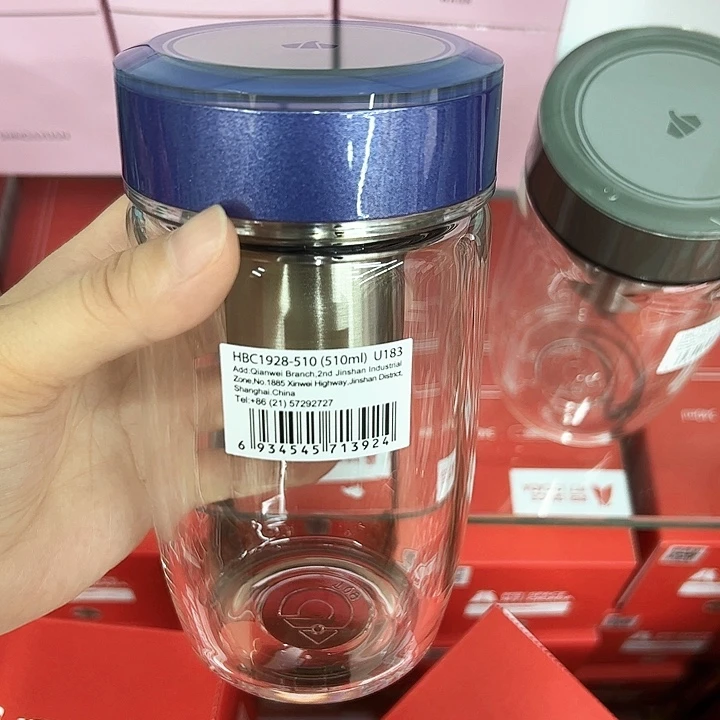 HBC1928-510 (510ml) U183
Add:Qianwei Branch,2nd Jinshan Industrial
Zone,No.1885 Xinwei Highway,Jinshan District,
Shanghai.China
Tel:+86 (21) 57292727
6 934545 713924